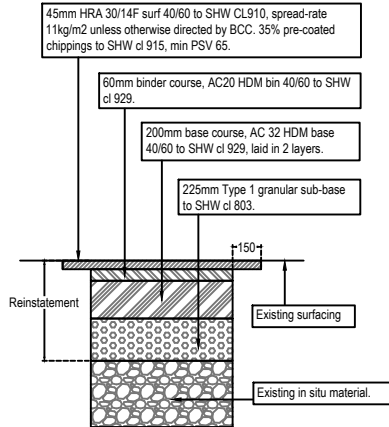 45mm HRA 30/14F surf 40/60 to SHW CL910, spread-rate
11kg/m2 unless otherwise directed by BCC. 35% pre-coated
chippings to SHW cl 915, min PSV 65.
60mm binder course, AC20 HDM bin 40/60 to SHW
cl 929.
200mm base course, AC 32 HDM base
40/60 to SHW cl 929, laid in 2 layers.
225mm Type 1 granular sub-base
to SHW cl 803.
150
Reinstatement
Existing surfacing
Existing in situ material.